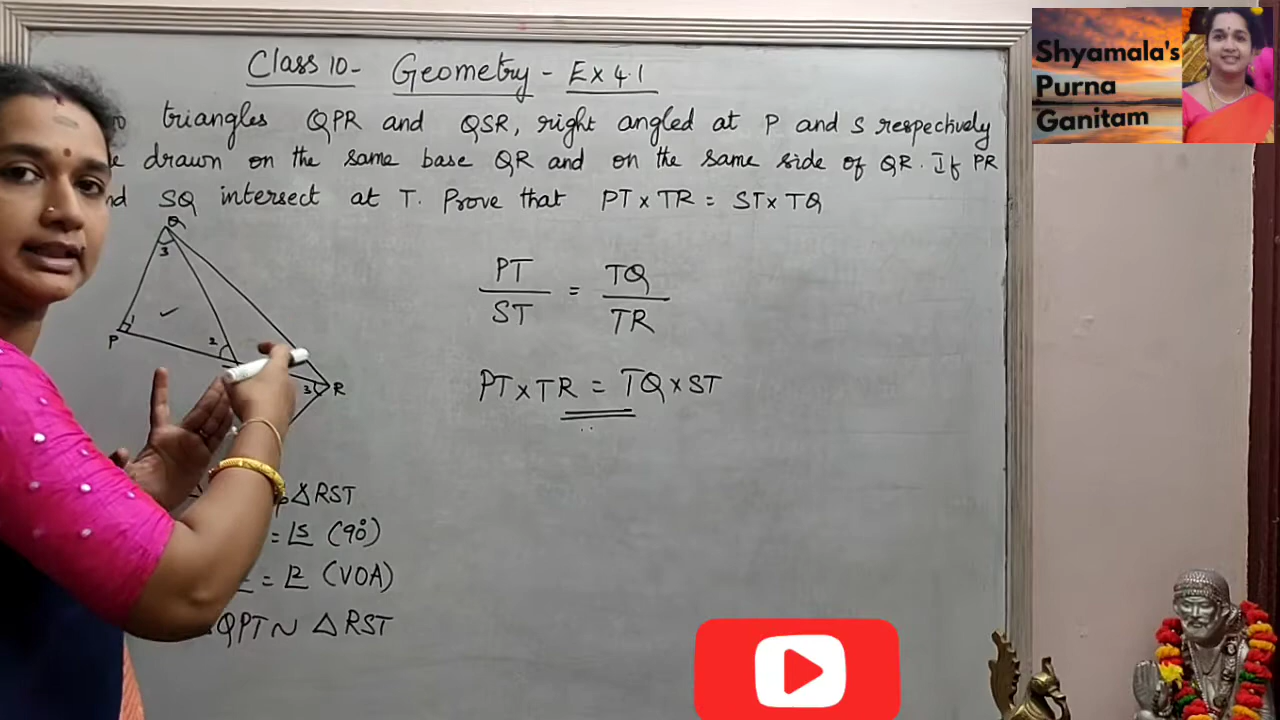 Class 10- Geometry - Ex 4.1
triangles QPR and QSR, right angled at P and S respectively
drawn on the same base QR and on the same side of QR. If PR
SQ intersect at T. Prove that PT x TR = ST x TQ
Q
3
1
P
2
3 R
PT/ST = TQ/TR
PT x TR = TQ x ST
△RST
= ∟S (90°)
= (VOA)
QPT ~ △RST
Shyamala's
Purna
Ganitam